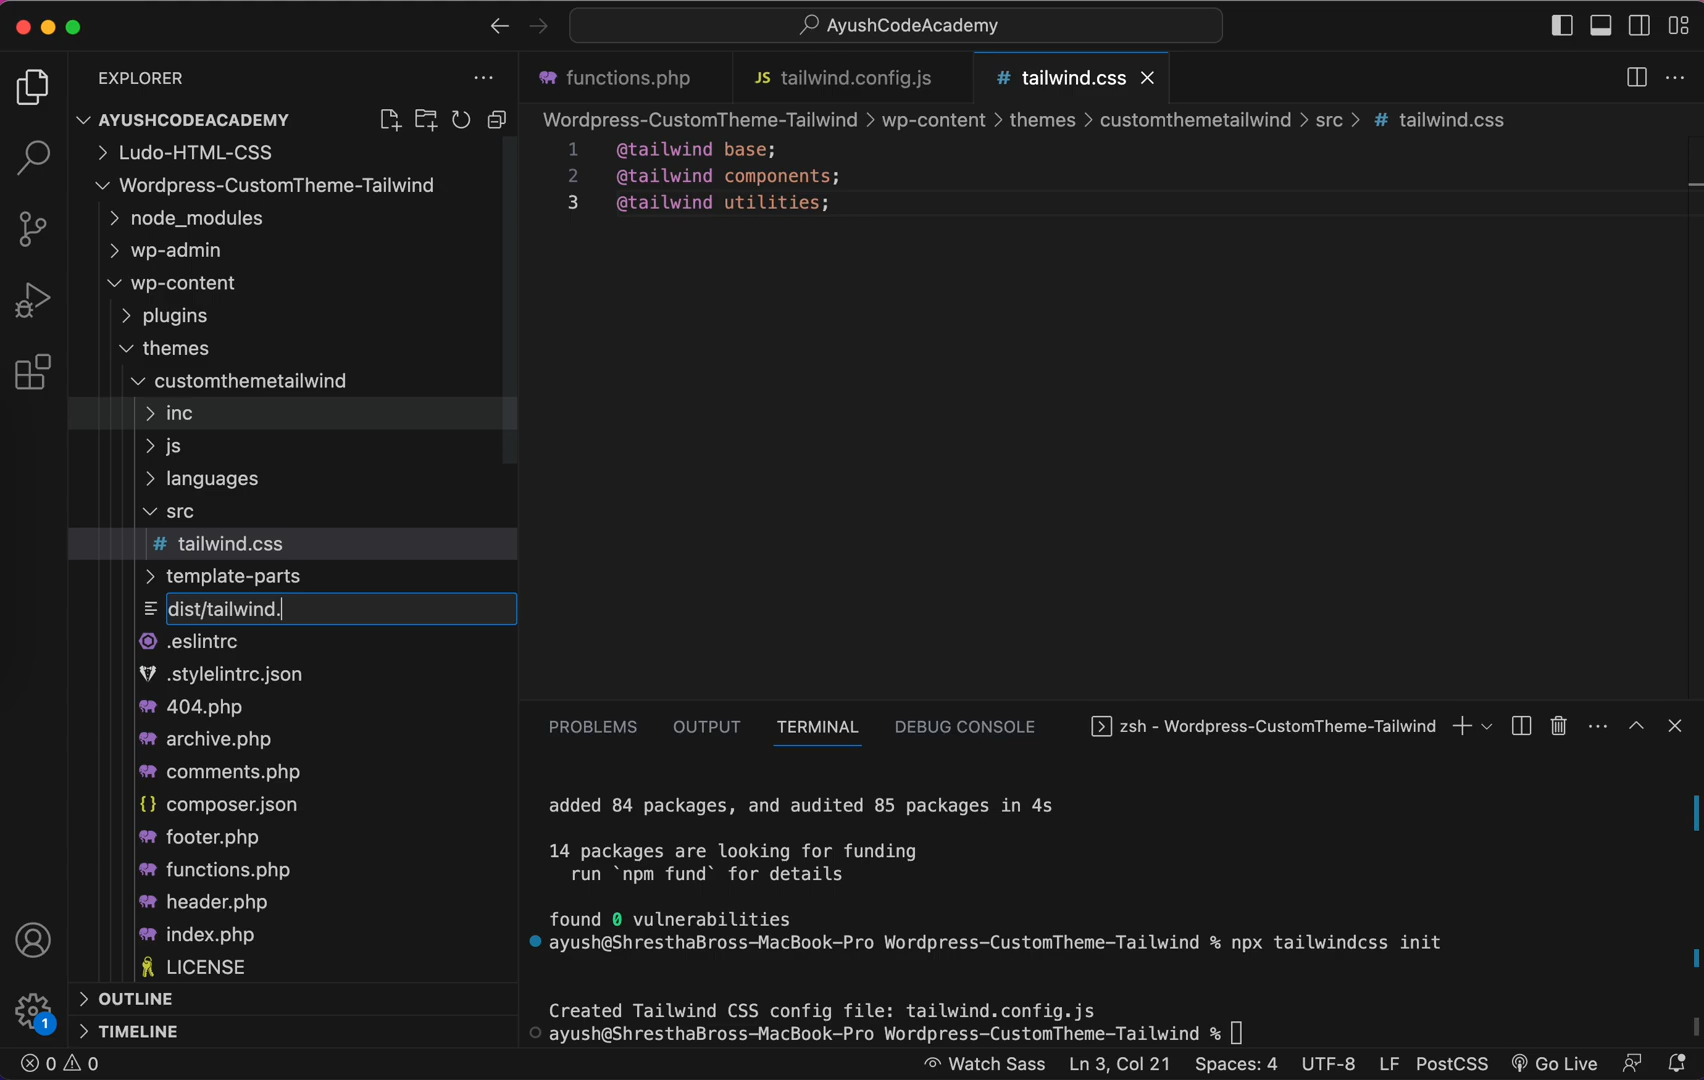 AyushCodeAcademy
EXPLORER
AYUSHCODEACADEMY
Ludo-HTML-CSS
Wordpress-CustomTheme-Tailwind
node_modules
wp-admin
wp-content
plugins
themes
customthemetailwind
inc
js
languages
src
# tailwind.css
template-parts
dist/tailwind.
.eslintrc
.stylelintrc.json
404.php
archive.php
comments.php
{} composer.json
footer.php
functions.php
header.php
index.php
LICENSE
OUTLINE
TIMELINE
functions.php
JS tailwind.config.js
# tailwind.css
Wordpress-CustomTheme-Tailwind > wp-content > themes > customthemetailwind > src > # tailwind.css
1 @tailwind base;
2 @tailwind components;
3 @tailwind utilities;
PROBLEMS OUTPUT TERMINAL DEBUG CONSOLE zsh - Wordpress-CustomTheme-Tailwind
added 84 packages, and audited 85 packages in 4s
14 packages are looking for funding
run `npm fund` for details
found 0 vulnerabilities
ayush@ShresthaBross-MacBook-Pro Wordpress-CustomTheme-Tailwind % npx tailwindcss init
Created Tailwind CSS config file: tailwind.config.js
ayush@ShresthaBross-MacBook-Pro Wordpress-CustomTheme-Tailwind %
1
0 0 Watch Sass Ln 3, Col 21 Spaces: 4 UTF-8 LF PostCSS Go Live